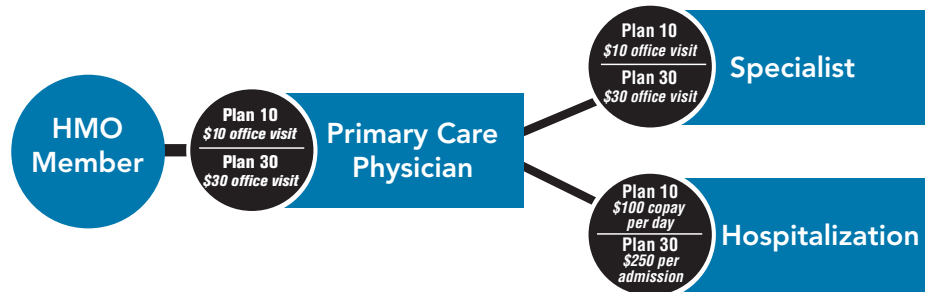 HMO
Member
Plan 10
$10 office visit
Plan 30
$30 office visit
Primary Care
Physician
Plan 10
$10 office visit
Plan 30
$30 office visit
Specialist
Plan 10
$100 copay
per day
Plan 30
$250 per
admission
Hospitalization